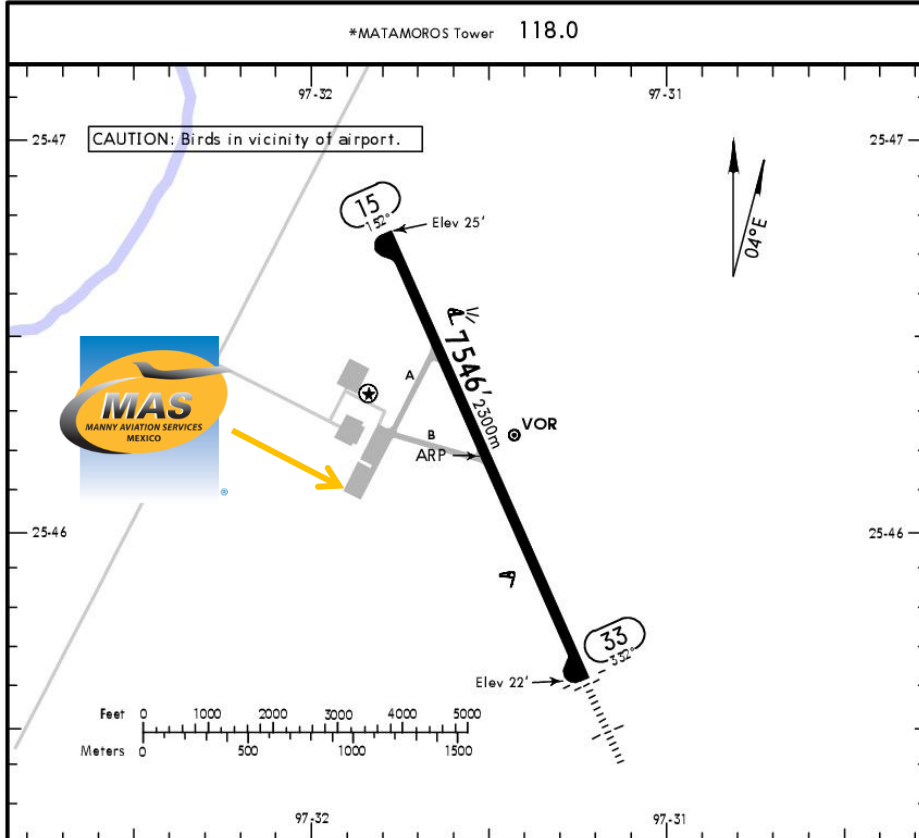 *MATAMOROS Tower 118.0
97-32 97-31
25-47 25-47
CAUTION: Birds in vicinity of airport.
15
152°
Elev 25'
04°E
7546'
2300m
A
B
VOR
ARP
MAS
MANNY AVIATION SERVICES
MEXICO
®
25-46 25-46
33
332°
Elev 22'
Feet 0 1000 2000 3000 4000 5000
Meters 0 500 1000 1500
97-32 97-31